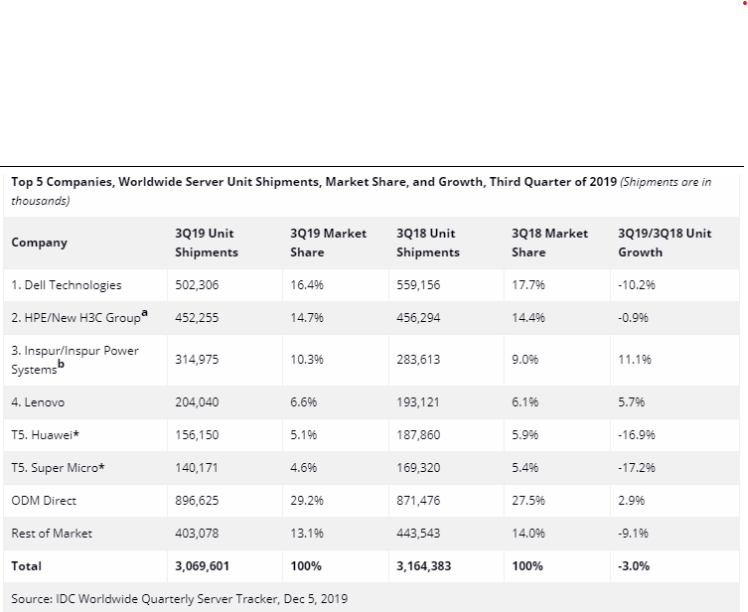 Top 5 Companies, Worldwide Server Unit Shipments, Market Share, and Growth, Third Quarter of 2019 (Shipments are in
thousands)
Company 3Q19 Unit Shipments 3Q19 Market Share 3Q18 Unit Shipments 3Q18 Market Share 3Q19/3Q18 Unit Growth
1. Dell Technologies 502,306 16.4% 559,156 17.7% -10.2%
2. HPE/New H3C Groupa 452,255 14.7% 456,294 14.4% -0.9%
3. Inspur/Inspur Power Systemsb 314,975 10.3% 283,613 9.0% 11.1%
4. Lenovo 204,040 6.6% 193,121 6.1% 5.7%
T5. Huawei* 156,150 5.1% 187,860 5.9% -16.9%
T5. Super Micro* 140,171 4.6% 169,320 5.4% -17.2%
ODM Direct 896,625 29.2% 871,476 27.5% 2.9%
Rest of Market 403,078 13.1% 443,543 14.0% -9.1%
Total 3,069,601 100% 3,164,383 100% -3.0%
Source: IDC Worldwide Quarterly Server Tracker, Dec 5, 2019